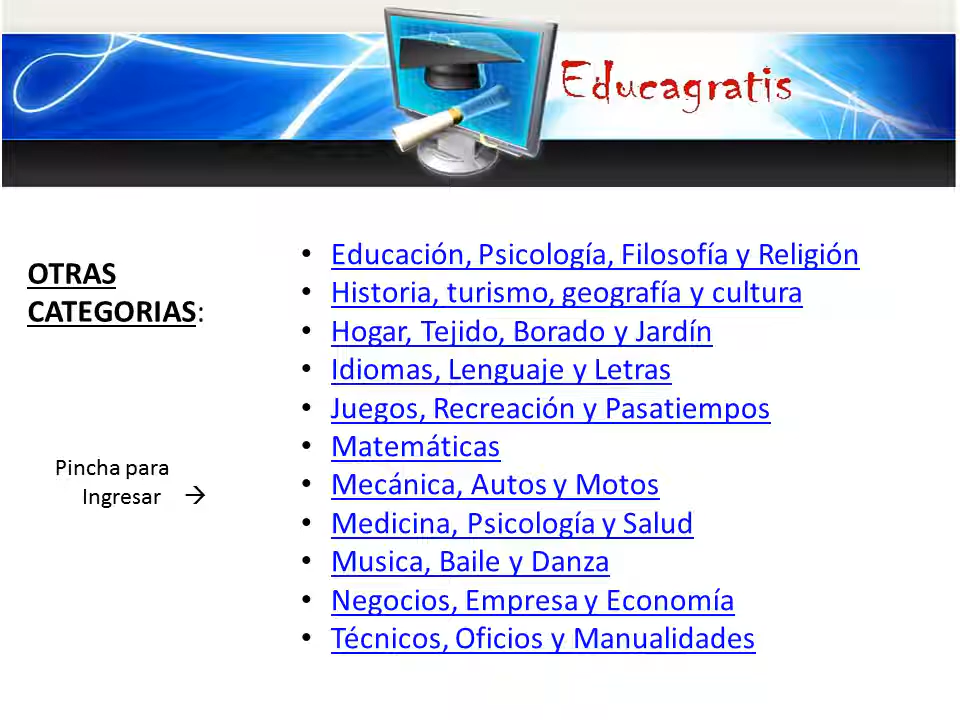 Educagratis
OTRAS
CATEGORIAS:
Pincha para
Ingresar →
• Educación, Psicología, Filosofía y Religión
• Historia, turismo, geografía y cultura
• Hogar, Tejido, Borado y Jardín
• Idiomas, Lenguaje y Letras
• Juegos, Recreación y Pasatiempos
• Matemáticas
• Mecánica, Autos y Motos
• Medicina, Psicología y Salud
• Musica, Baile y Danza
• Negocios, Empresa y Economía
• Técnicos, Oficios y Manualidades